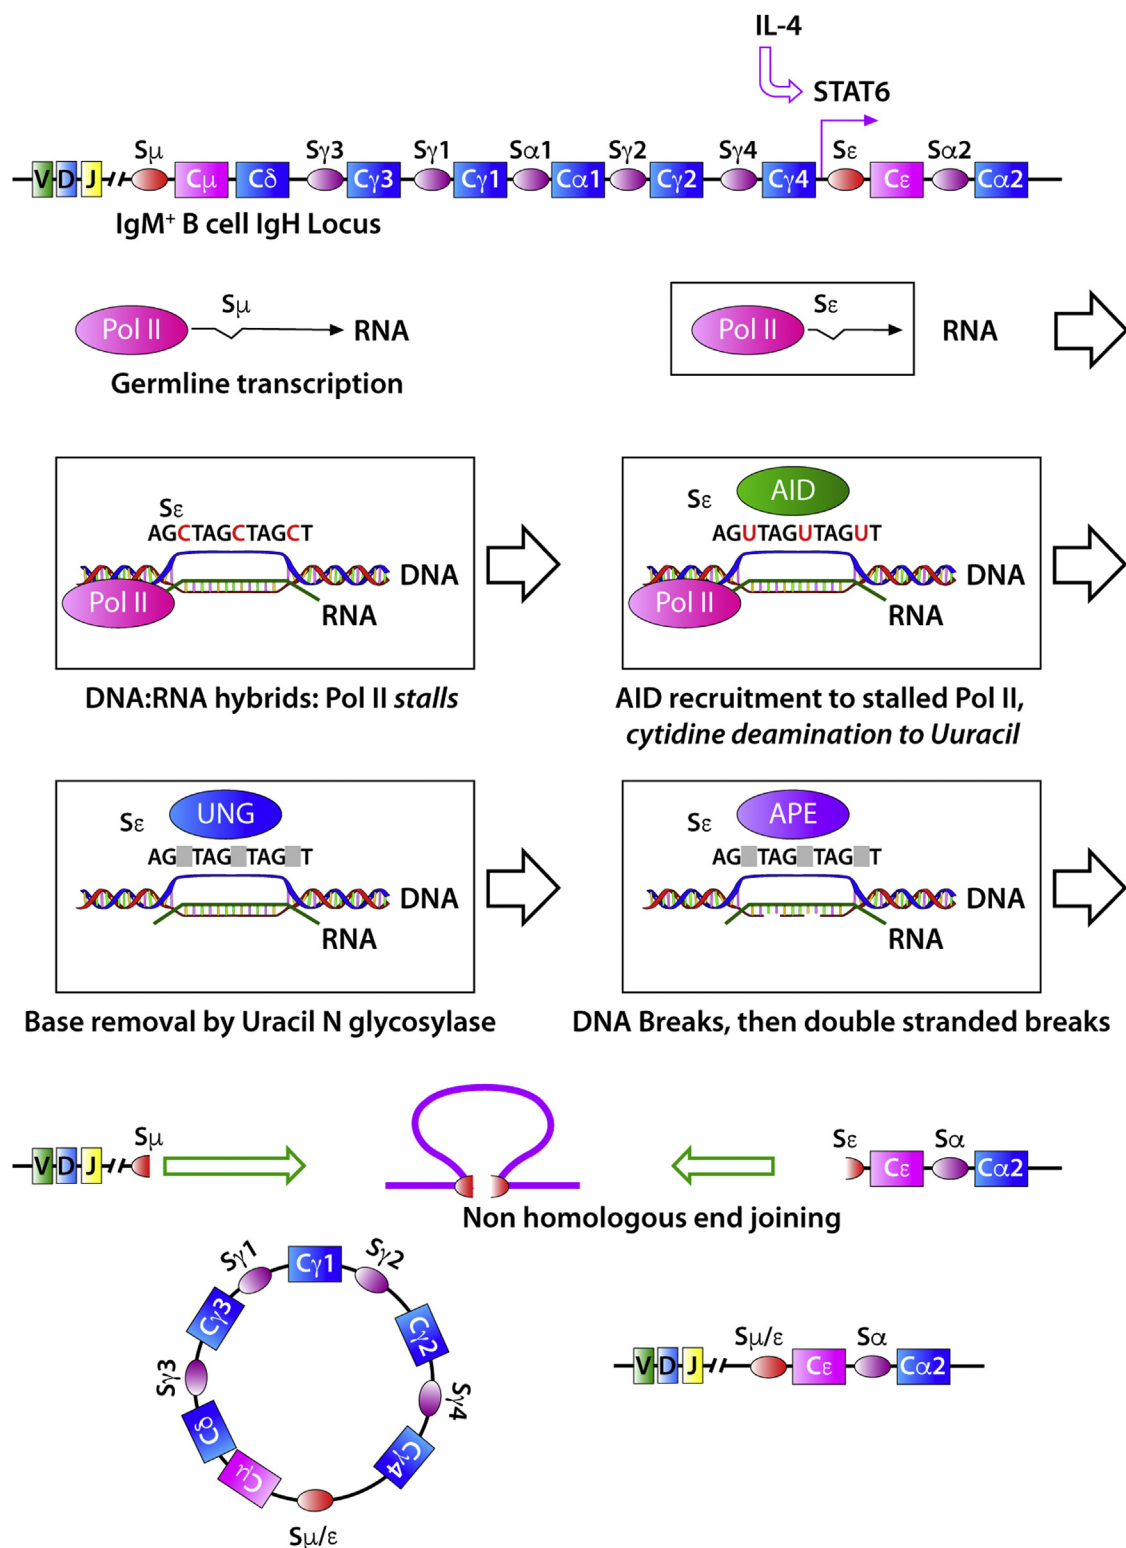 IL-4
STAT6
Sμ Sγ3 Sγ1 Sα1 Sγ2 Sγ4 Sε Sα2
V D J Cμ Cδ Cγ3 Cγ1 Cα1 Cγ2 Cγ4 Cε Cα2
IgM+ B cell IgH Locus
Sμ Sε
Pol II RNA Pol II RNA
Germline transcription
Sε
AGCTAGCTAGCT
DNA
Pol II
RNA
DNA:RNA hybrids: Pol II stalls
AID
Sε
AGUTAGUTAGUT
DNA
Pol II
RNA
AID recruitment to stalled Pol II,
cytidine deamination to Uuracil
UNG
Sε
AG TAG TAG T
DNA
RNA
Base removal by Uracil N glycosylase
APE
Sε
AG TAG TAG T
DNA
RNA
DNA Breaks, then double stranded breaks
Sμ Sε Sα
V D J Cε Cα2
Non homologous end joining
Sγ1 Cγ1 Sγ2
Cγ3 Cγ2
Sγ3 Sγ4
Cδ Cγ4
Cμ
Sμ/ε
Sμ/ε Sα
V D J Cε Cα2